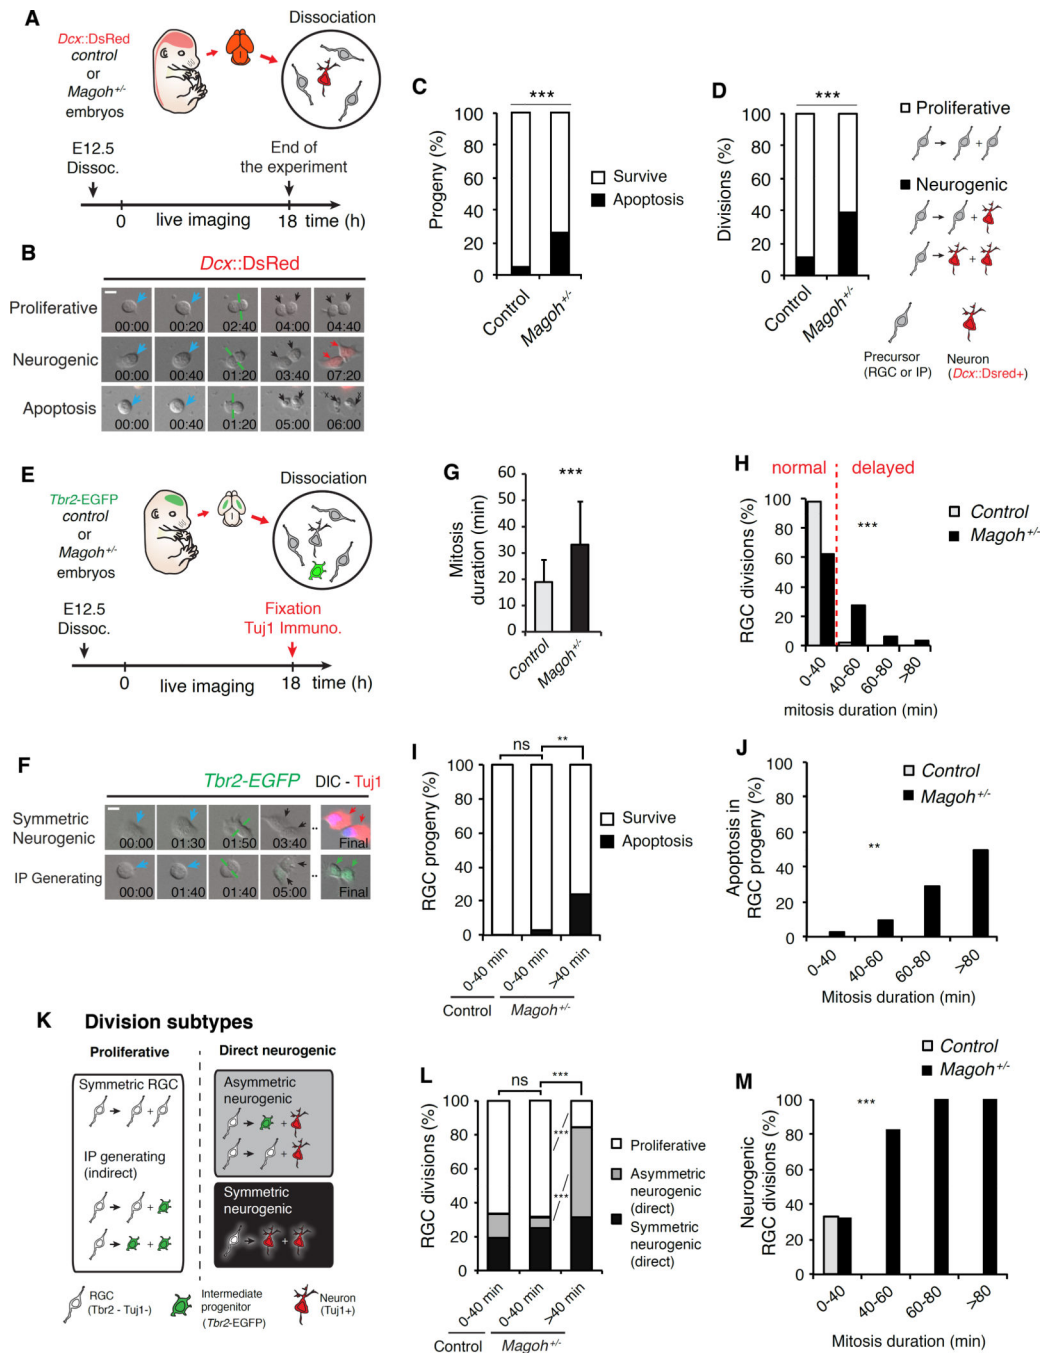 A
Dcx::DsRed
control
or
Magoh+/-
embryos
Dissociation
E12.5
Dissoc.
End of
the experiment
0
live imaging
18
time (h)
B
Dcx::DsRed
Proliferative
00:00
00:20
02:40
04:00
04:40
Neurogenic
00:00
00:40
01:20
03:40
07:20
Apoptosis
00:00
00:40
01:20
05:00
06:00
C
***
Progeny (%)
100
80
60
40
20
0
Control
Magoh+/-
Survive
Apoptosis
D
***
Divisions (%)
100
80
60
40
20
0
Control
Magoh+/-
Proliferative
Neurogenic
Precursor
(RGC or IP)
Neuron
(Dcx::Dsred+)
E
Tbr2-EGFP
control
or
Magoh+/-
embryos
Dissociation
E12.5
Dissoc.
Fixation
Tuj1 Immuno.
0
live imaging
18
time (h)
F
Tbr2-EGFP
DIC - Tuj1
Symmetric
Neurogenic
00:00
01:30
01:50
03:40
..
Final
IP Generating
00:00
01:40
01:40
05:00
..
Final
G
***
Mitosis
duration (min)
60
50
40
30
20
10
0
Control
Magoh+/-
H
normal
delayed
RGC divisions (%)
100
80
60
40
20
0
***
Control
Magoh+/-
0-40
40-60
60-80
>80
mitosis duration (min)
I
ns
**
RGC progeny (%)
100
80
60
40
20
0
0-40 min
0-40 min
>40 min
Control
Magoh+/-
Survive
Apoptosis
J
Control
Magoh+/-
Apoptosis in
RGC progeny (%)
100
80
60
40
20
0
**
0-40
40-60
60-80
>80
Mitosis duration (min)
K
Division subtypes
Proliferative
Direct neurogenic
Symmetric RGC
IP generating
(indirect)
Asymmetric
neurogenic
Symmetric
neurogenic
RGC
(Tbr2 - Tuj1-)
Intermediate
progenitor
(Tbr2-EGFP)
Neuron
(Tuj1+)
L
ns
***
RGC divisions (%)
100
80
60
40
20
0
***
***
0-40 min
0-40 min
>40 min
Control
Magoh+/-
Proliferative
Asymmetric
neurogenic
(direct)
Symmetric
neurogenic
(direct)
M
Control
Magoh+/-
Neurogenic
RGC divisions (%)
100
80
60
40
20
0
***
0-40
40-60
60-80
>80
Mitosis duration (min)